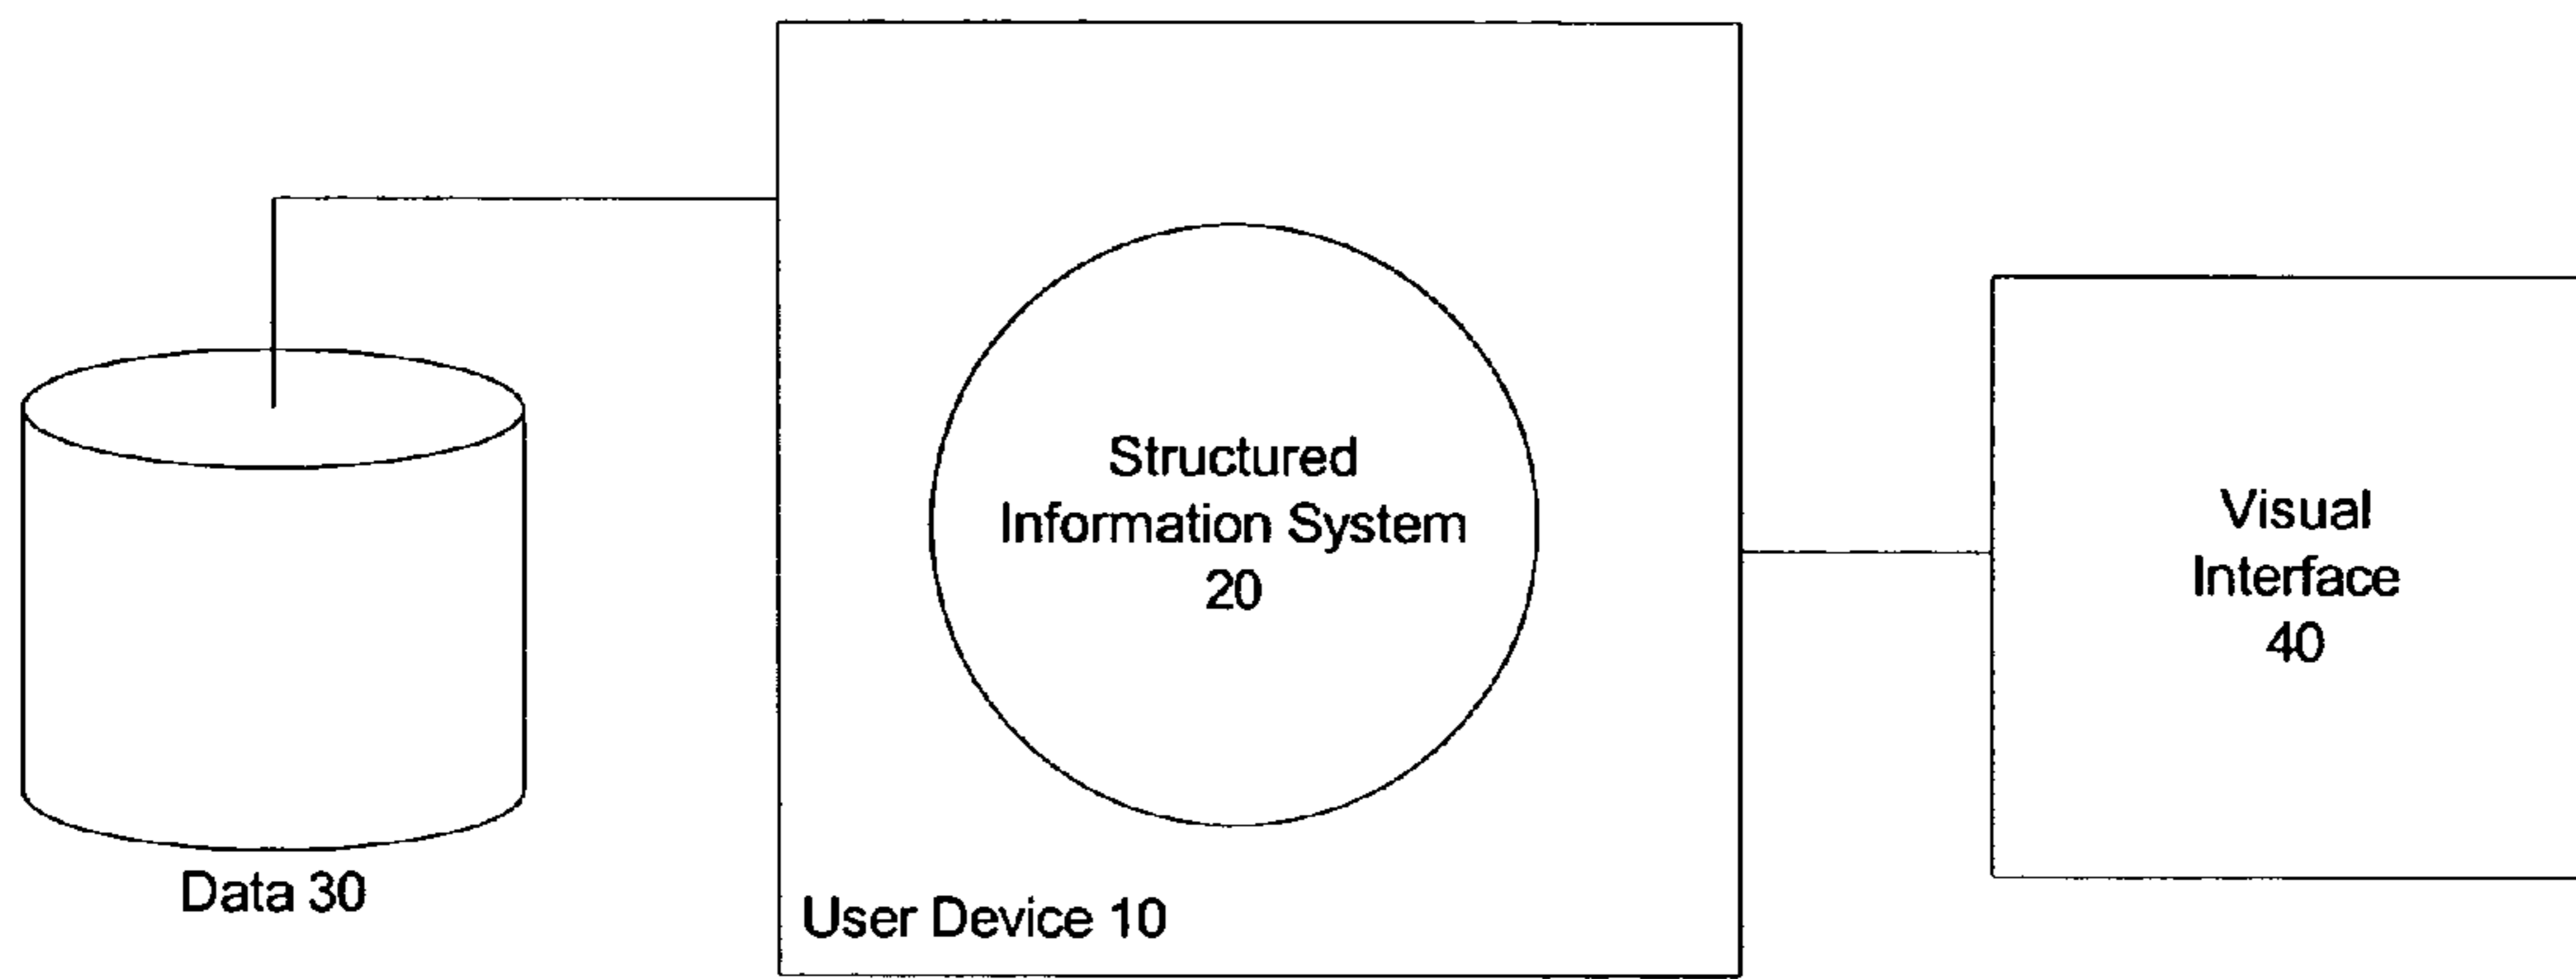 Structured
Information System
20
Visual
Interface
40
Data 30
User Device 10